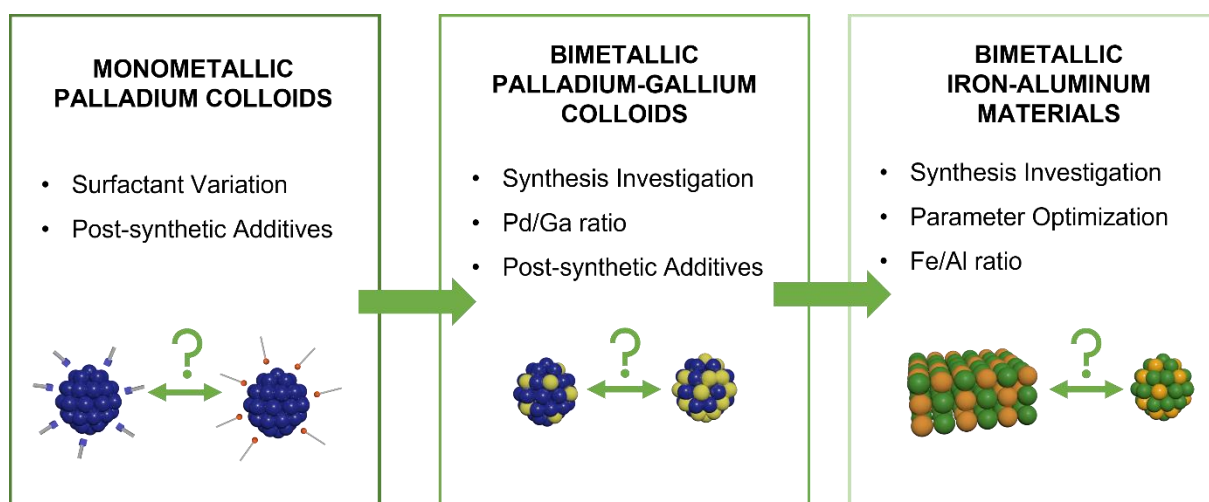 MONOMETALLIC
PALLADIUM COLLOIDS
• Surfactant Variation
• Post-synthetic Additives
?
BIMETALLIC
PALLADIUM-GALLIUM
COLLOIDS
• Synthesis Investigation
• Pd/Ga ratio
• Post-synthetic Additives
?
BIMETALLIC
IRON-ALUMINUM
MATERIALS
• Synthesis Investigation
• Parameter Optimization
• Fe/Al ratio
?